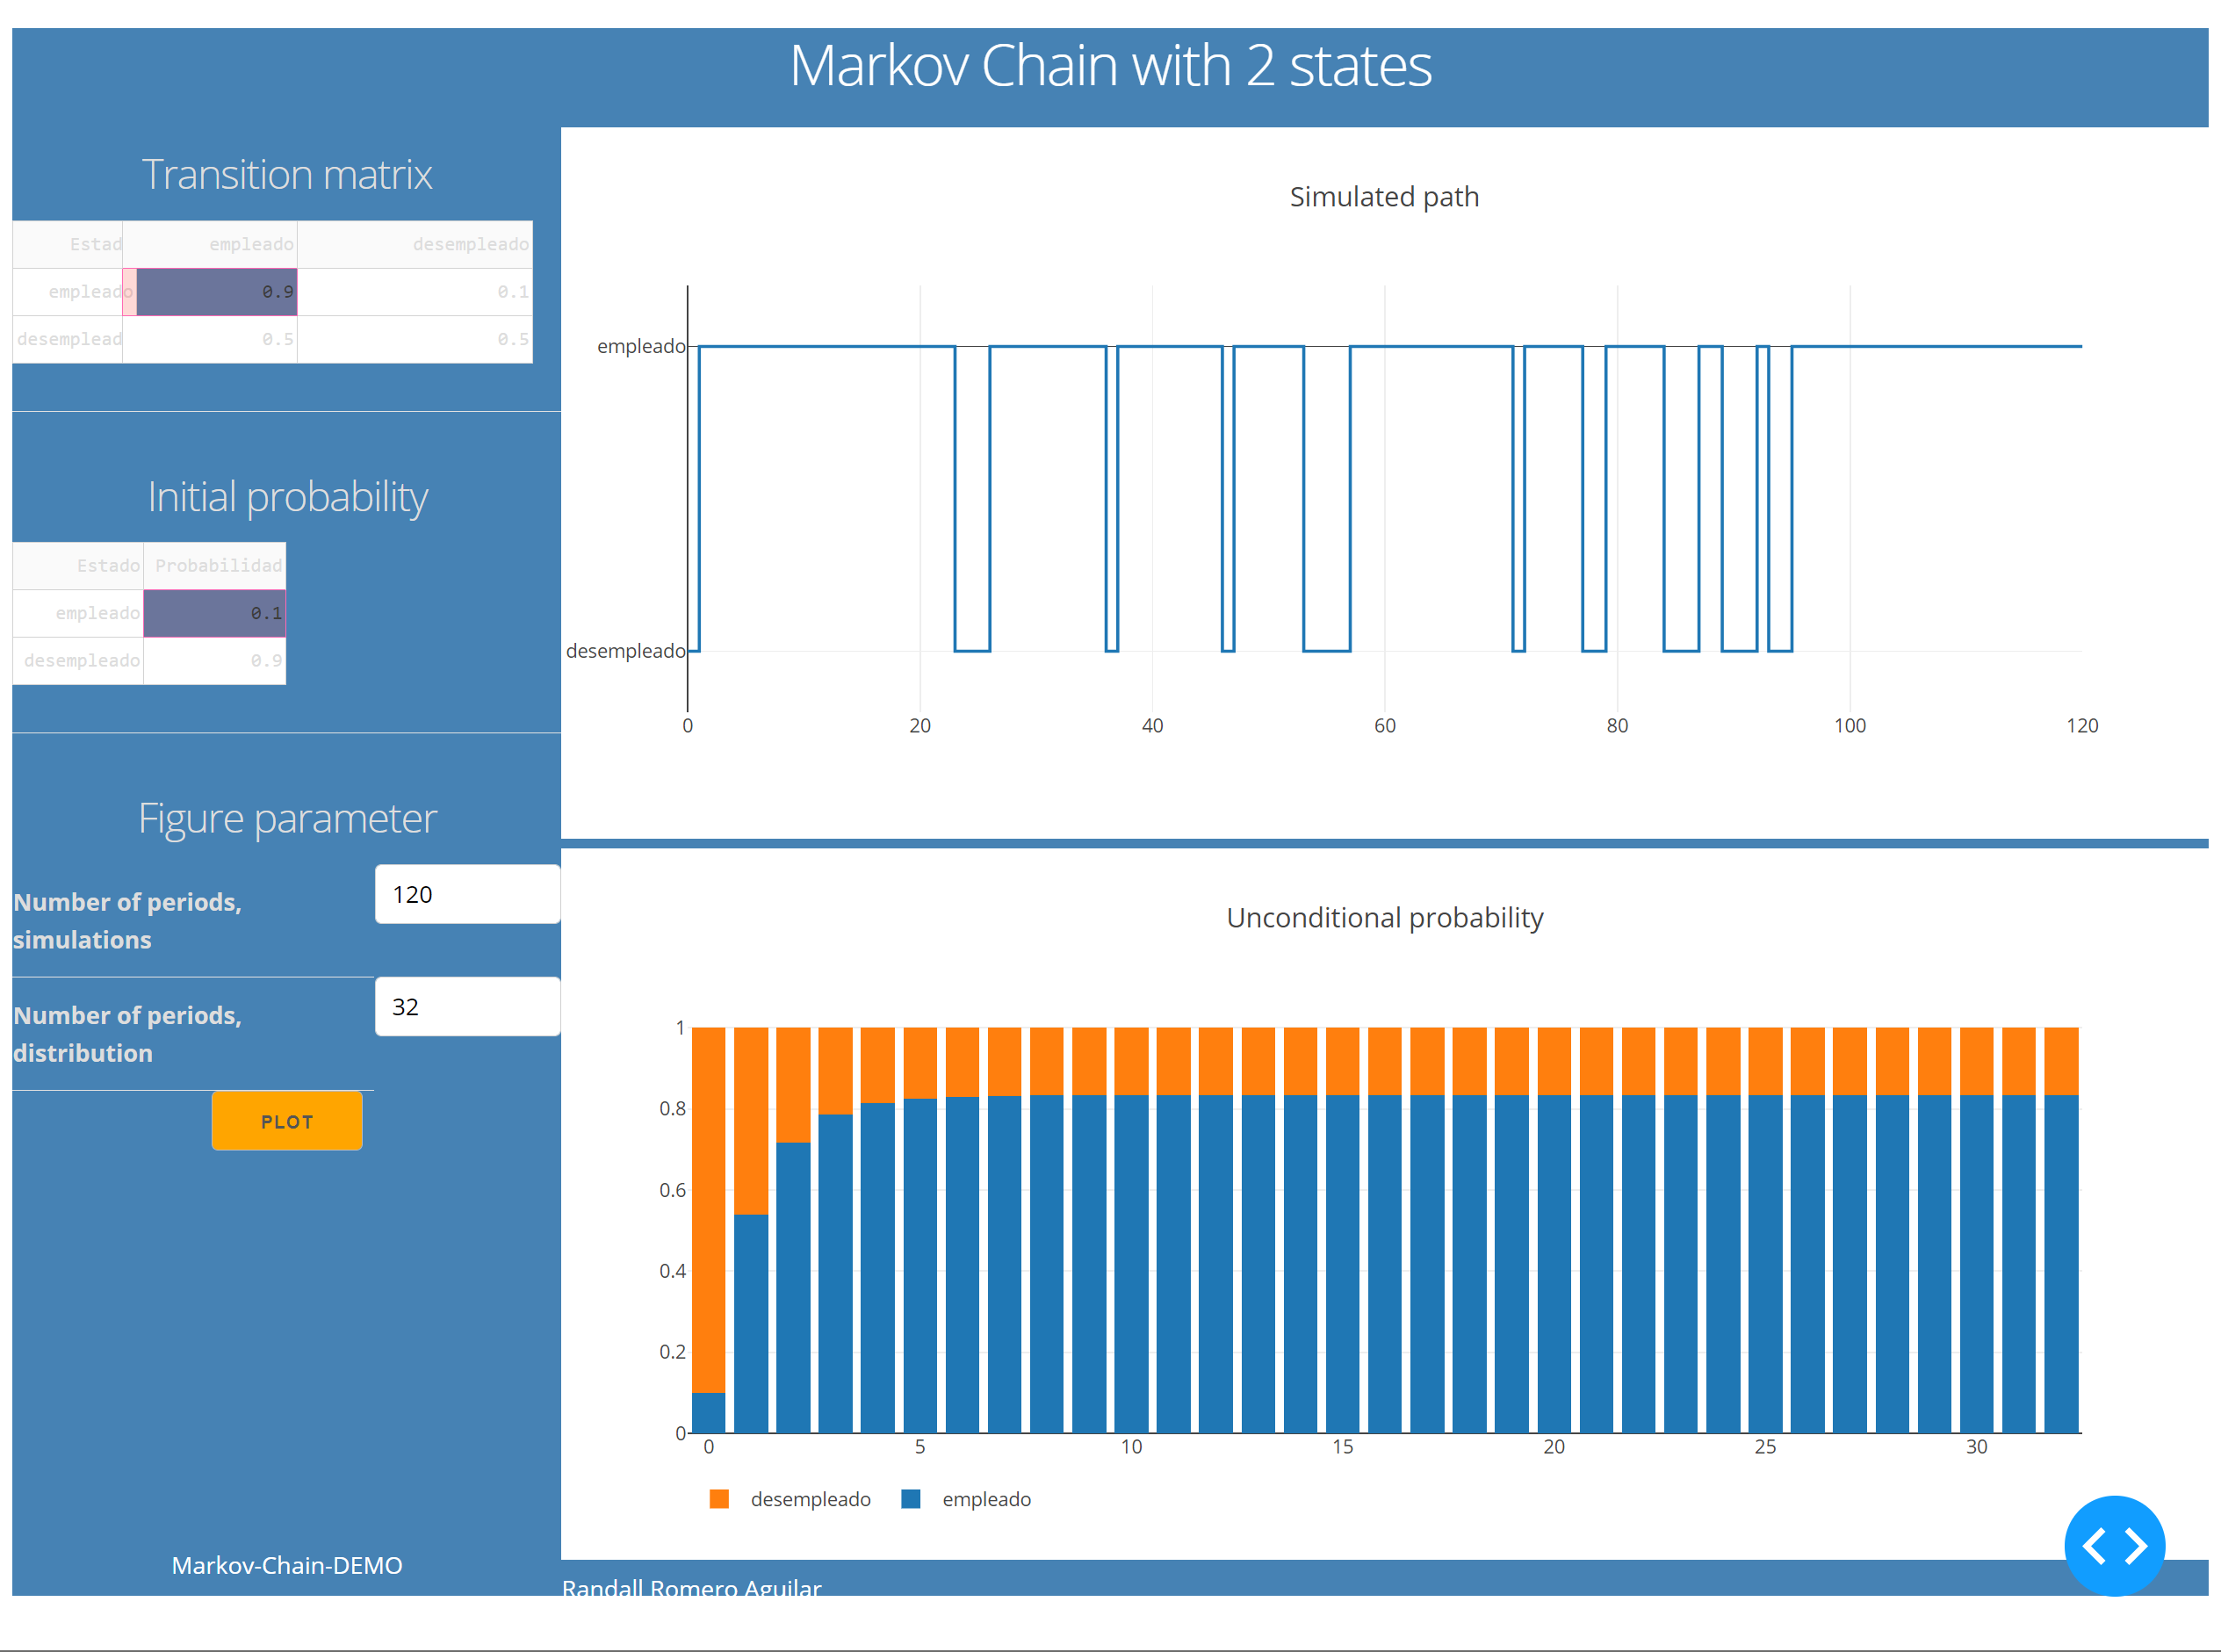 Markov Chain with 2 states
Transition matrix
Estad empleado desempleado
empleado 0.9 0.1
desemplead 0.5 0.5
Initial probability
Estado Probabilidad
empleado 0.1
desempleado 0.9
Figure parameter
Number of periods, 120
simulations
Number of periods, 32
distribution
PLOT
Markov-Chain-DEMO
Simulated path
empleado
desempleado
0 20 40 60 80 100 120
Unconditional probability
1
0.8
0.6
0.4
0.2
0
0 5 10 15 20 25 30
desempleado empleado
Randall Romero Aguilar